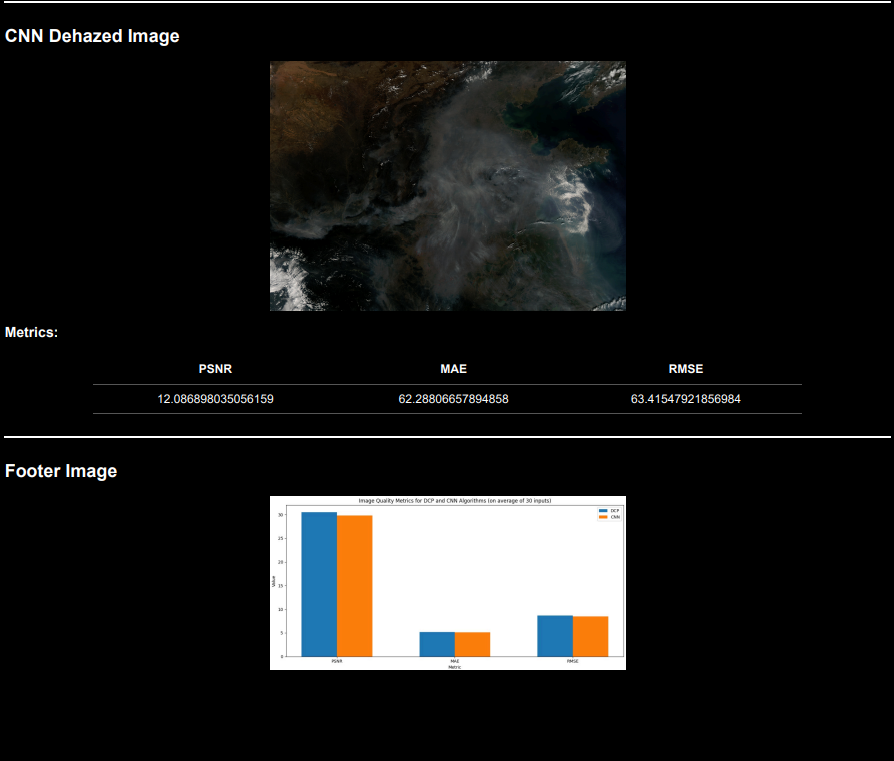 CNN Dehazed Image
Metrics:
PSNR MAE RMSE
12.086898035056159 62.28806657894858 63.41547921856984
Footer Image
Image Quality Metrics for DCP and CNN Algorithms (on average of 30 inputs)
DCP
CNN
30
25
20
15
10
5
0
Value
PSNR MAE RMSE
Metric